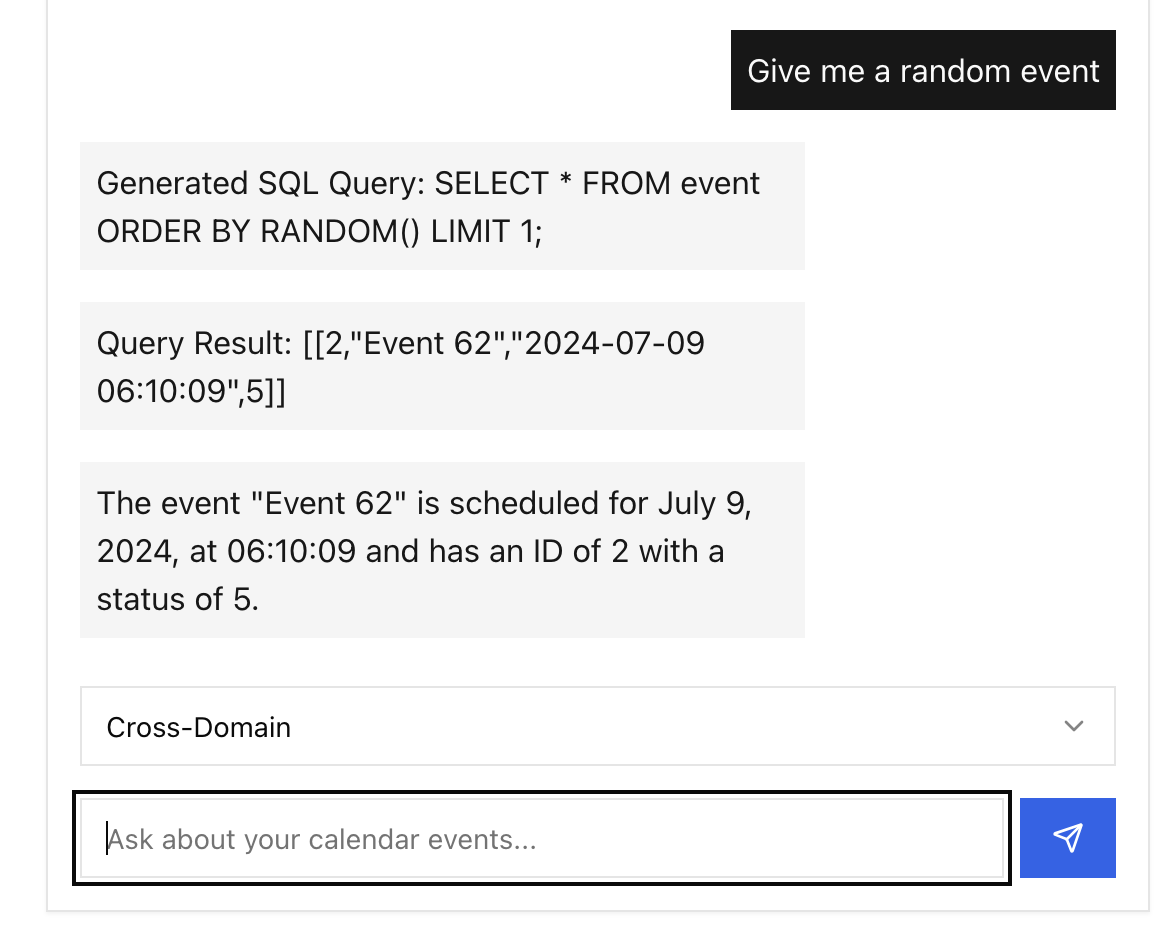 Give me a random event
Generated SQL Query: SELECT * FROM event
ORDER BY RANDOM() LIMIT 1;
Query Result: [[2,"Event 62","2024-07-09
06:10:09",5]]
The event "Event 62" is scheduled for July 9,
2024, at 06:10:09 and has an ID of 2 with a
status of 5.
Cross-Domain
Ask about your calendar events...